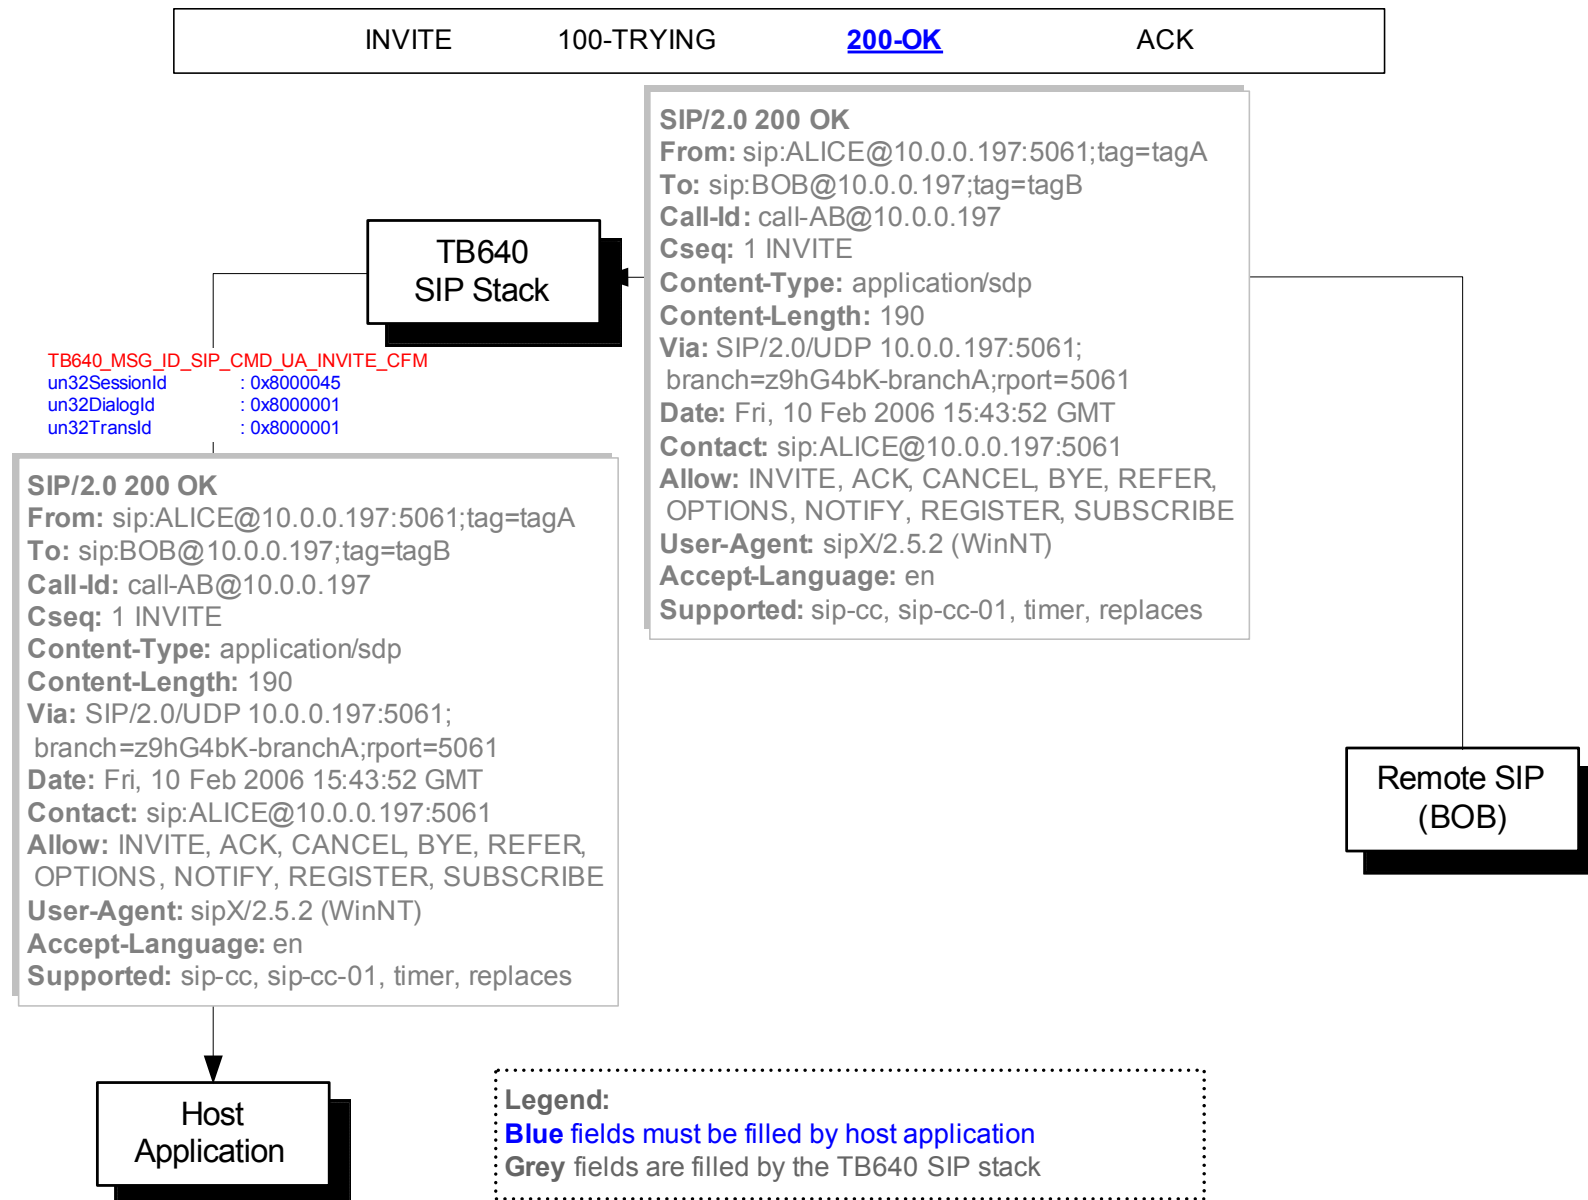 INVITE 100-TRYING 200-OK ACK
SIP/2.0 200 OK
From: sip:ALICE@10.0.0.197:5061;tag=tagA
To: sip:BOB@10.0.0.197;tag=tagB
Call-Id: call-AB@10.0.0.197
Cseq: 1 INVITE
Content-Type: application/sdp
Content-Length: 190
Via: SIP/2.0/UDP 10.0.0.197:5061;
branch=z9hG4bK-branchA;rport=5061
Date: Fri, 10 Feb 2006 15:43:52 GMT
Contact: sip:ALICE@10.0.0.197:5061
Allow: INVITE, ACK, CANCEL, BYE, REFER,
OPTIONS, NOTIFY, REGISTER, SUBSCRIBE
User-Agent: sipX/2.5.2 (WinNT)
Accept-Language: en
Supported: sip-cc, sip-cc-01, timer, replaces
TB640
SIP Stack
TB640_MSG_ID_SIP_CMD_UA_INVITE_CFM
un32SessionId : 0x8000045
un32DialogId : 0x8000001
un32TransId : 0x8000001
SIP/2.0 200 OK
From: sip:ALICE@10.0.0.197:5061;tag=tagA
To: sip:BOB@10.0.0.197;tag=tagB
Call-Id: call-AB@10.0.0.197
Cseq: 1 INVITE
Content-Type: application/sdp
Content-Length: 190
Via: SIP/2.0/UDP 10.0.0.197:5061;
branch=z9hG4bK-branchA;rport=5061
Date: Fri, 10 Feb 2006 15:43:52 GMT
Contact: sip:ALICE@10.0.0.197:5061
Allow: INVITE, ACK, CANCEL, BYE, REFER,
OPTIONS, NOTIFY, REGISTER, SUBSCRIBE
User-Agent: sipX/2.5.2 (WinNT)
Accept-Language: en
Supported: sip-cc, sip-cc-01, timer, replaces
Remote SIP
(BOB)
Host
Application
Legend:
Blue fields must be filled by host application
Grey fields are filled by the TB640 SIP stack